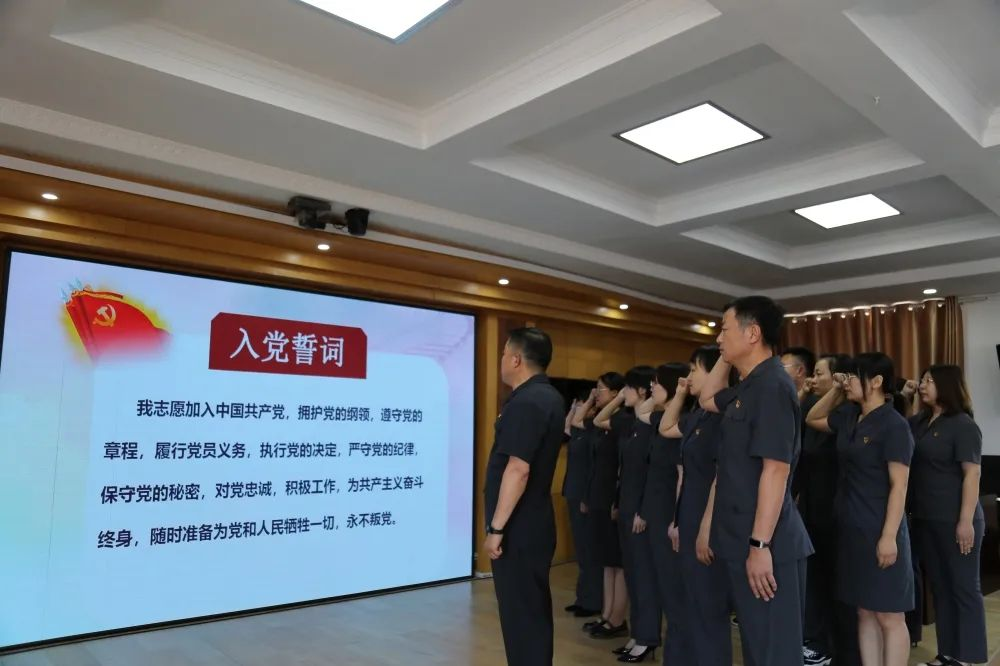 入党誓词
我志愿加入中国共产党，拥护党的纲领，遵守党的
章程，履行党员义务，执行党的决定，严守党的纪律，
保守党的秘密，对党忠诚，积极工作，为共产主义奋斗
终身，随时准备为党和人民牺牲一切，永不叛党。